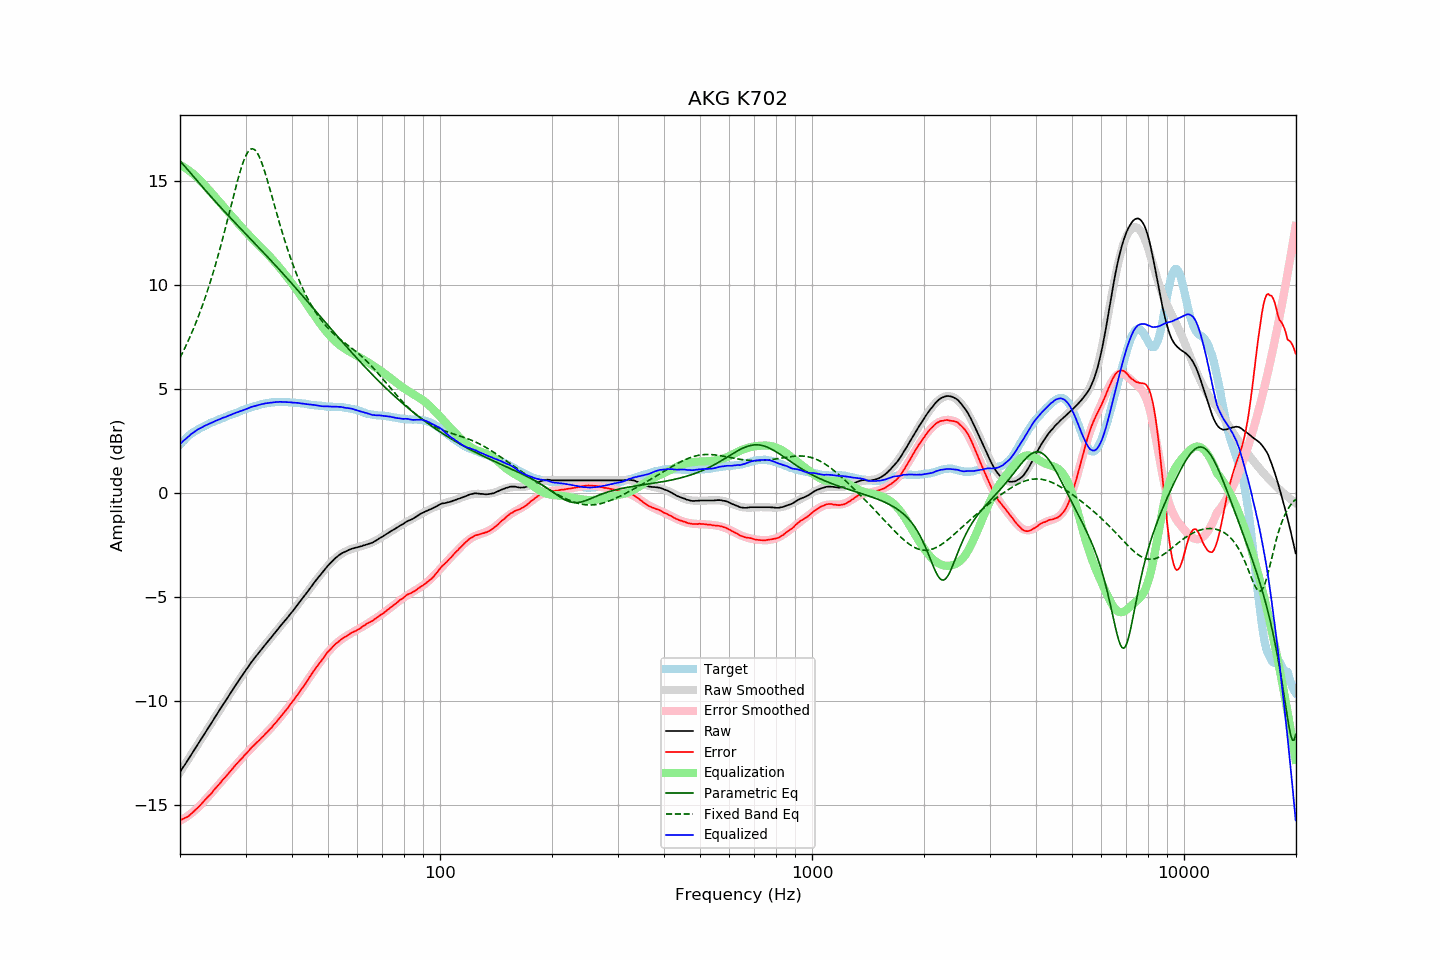 AKG K702
Amplitude (dBr)
15
10
5
0
−5
−10
−15
100
1000
10000
Frequency (Hz)
Target
Raw Smoothed
Error Smoothed
Raw
Error
Equalization
Parametric Eq
Fixed Band Eq
Equalized